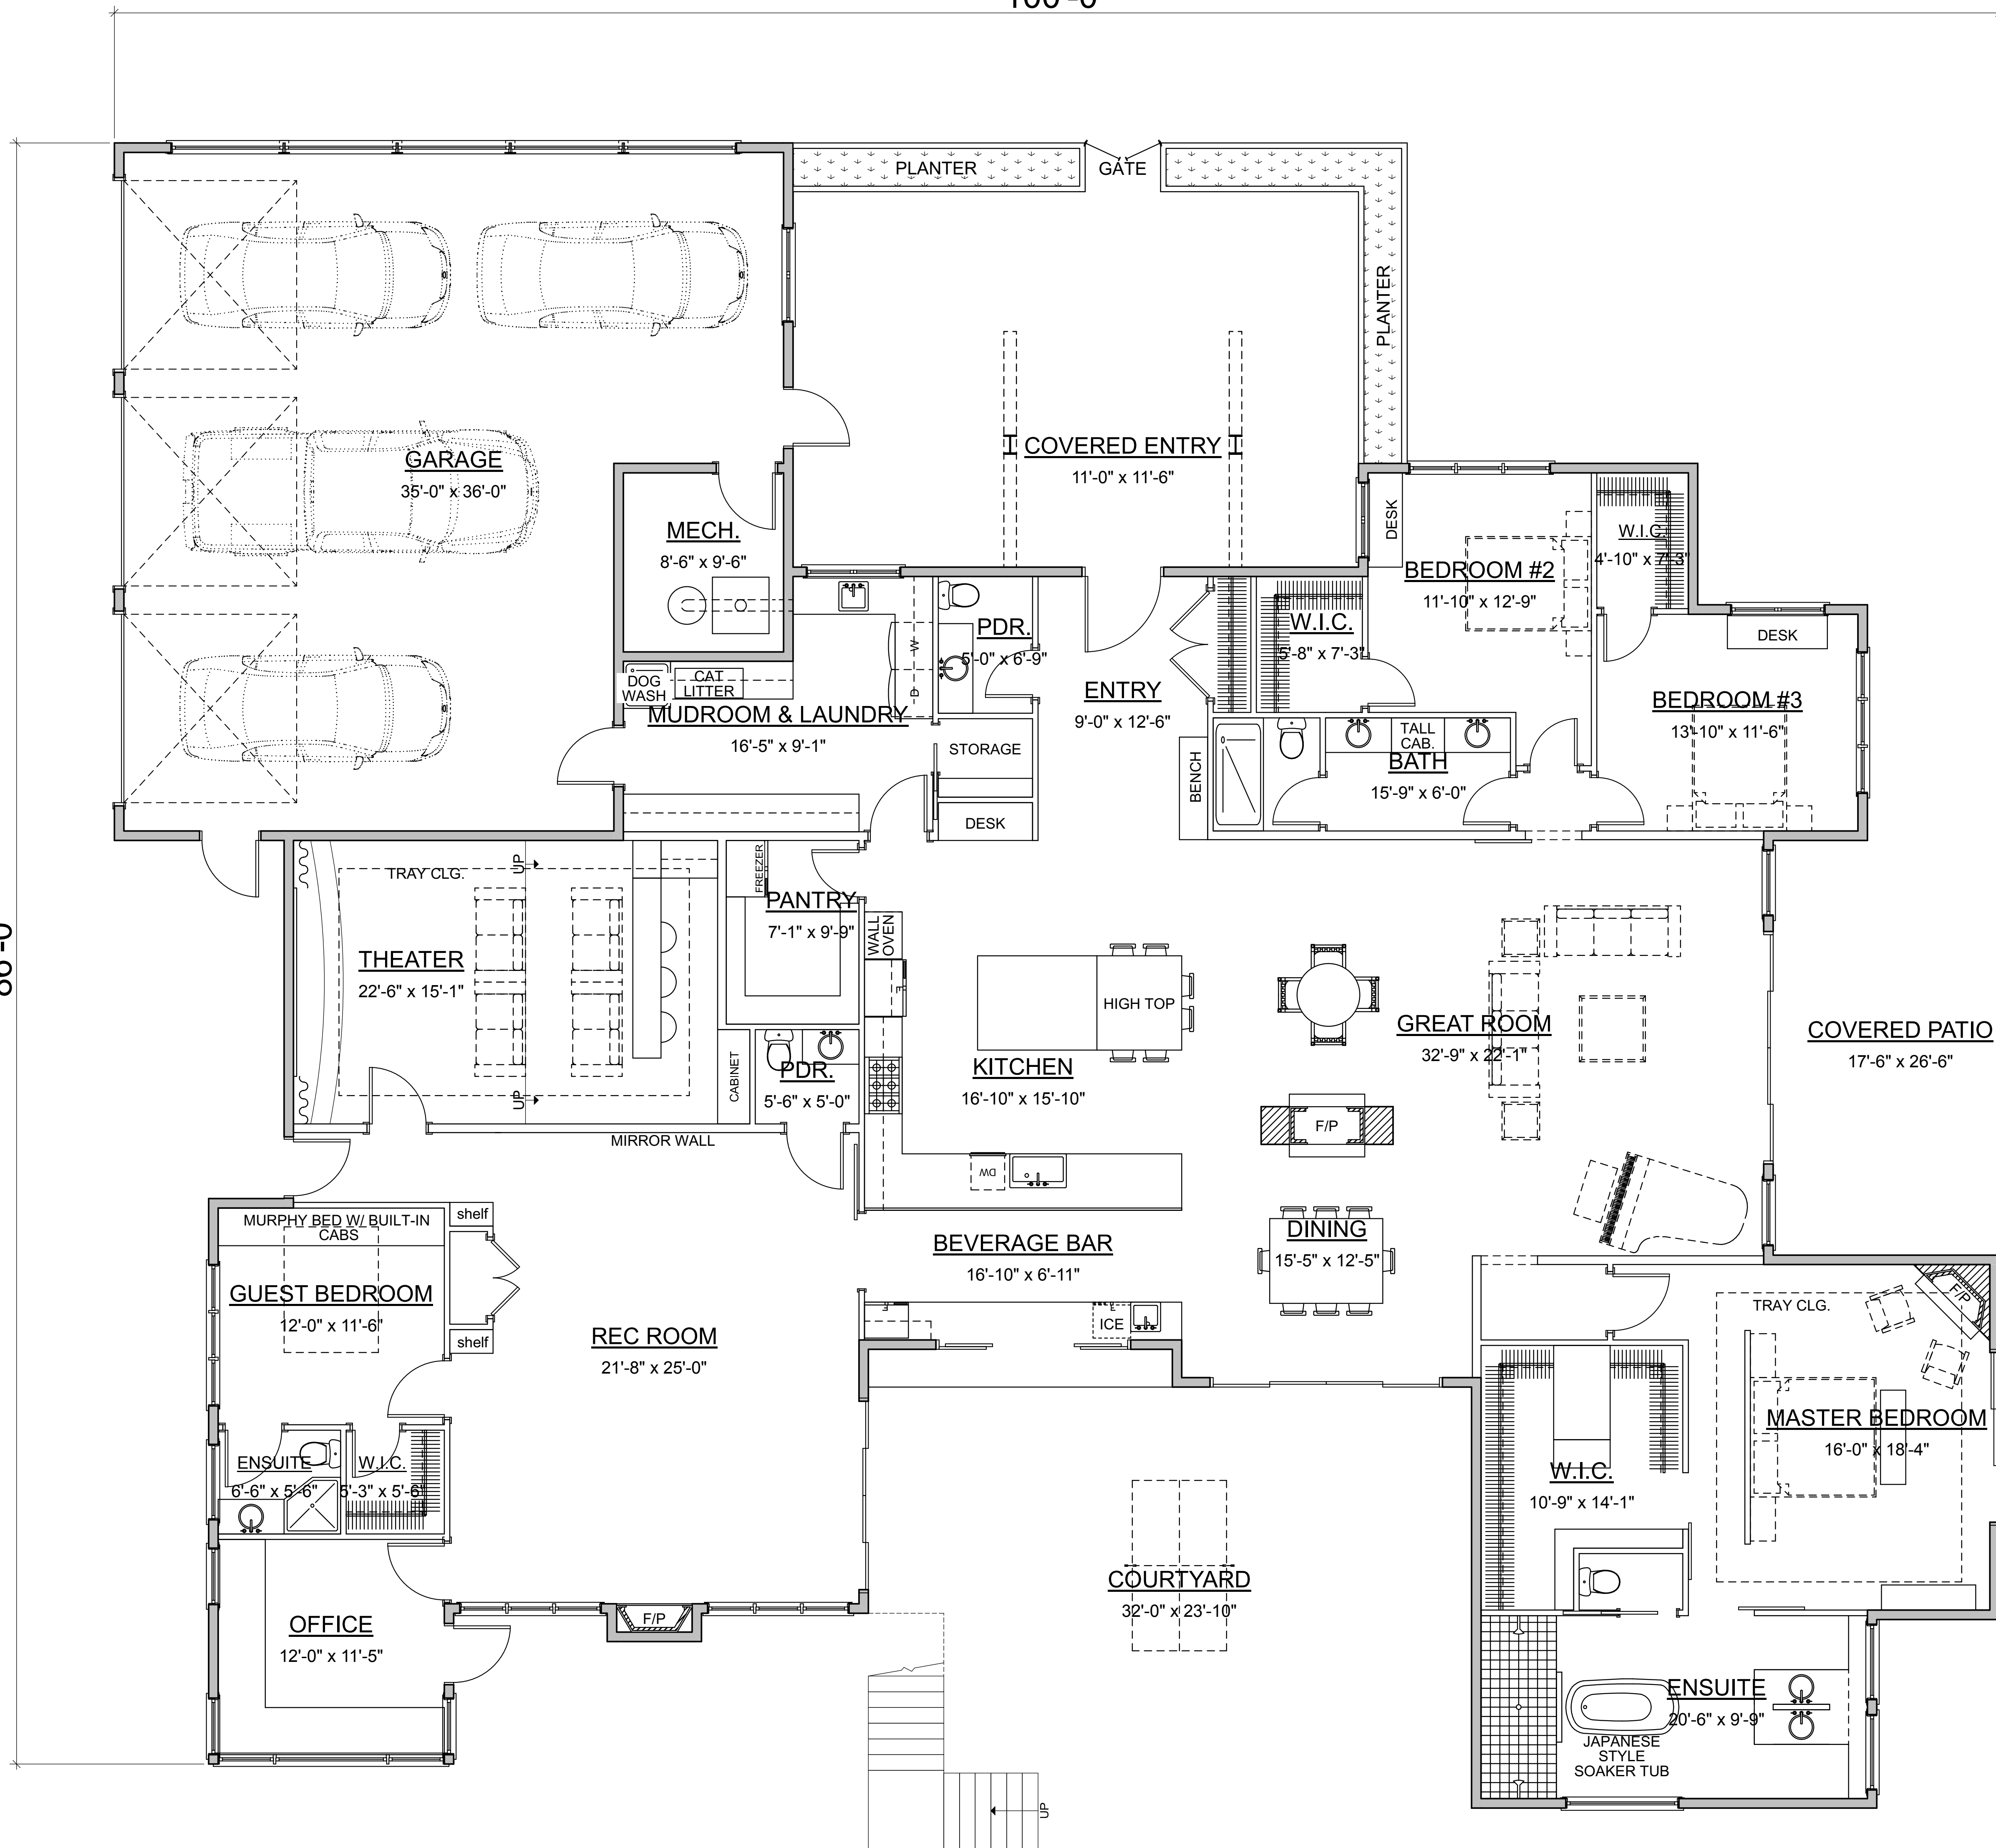 PLANTER
GATE
PLANTER
GARAGE
35'-0" x 36'-0"
COVERED ENTRY
11'-0" x 11'-6"
MECH.
8'-6" x 9'-6"
DESK
BEDROOM #2
11'-10" x 12'-9"
W.I.C.
4'-10" x 7'-3"
PDR.
5'-0" x 6'-9"
W.I.C.
5'-8" x 7'-3"
DESK
DOG
WASH
CAT
LITTER
W
D
MUDROOM & LAUNDRY
16'-5" x 9'-1"
ENTRY
9'-0" x 12'-6"
BEDROOM #3
13'-10" x 11'-6"
STORAGE
BENCH
TALL
CAB.
BATH
15'-9" x 6'-0"
DESK
TRAY CLG.
UP
FREEZER
PANTRY
7'-1" x 9'-9"
WALL
OVEN
THEATER
22'-6" x 15'-1"
HIGH TOP
GREAT ROOM
32'-9" x 22'-1"
COVERED PATIO
17'-6" x 26'-6"
KITCHEN
16'-10" x 15'-10"
CABINET
PDR.
5'-6" x 5'-0"
UP
F/P
MIRROR WALL
DW
shelf
MURPHY BED W/ BUILT-IN
CABS
BEVERAGE BAR
16'-10" x 6'-11"
DINING
15'-5" x 12'-5"
GUEST BEDROOM
12'-0" x 11'-6"
shelf
REC ROOM
21'-8" x 25'-0"
ICE
TRAY CLG.
F/P
MASTER BEDROOM
16'-0" x 18'-4"
ENSUITE
6'-6" x 5'-6"
W.I.C.
5'-3" x 5'-6"
W.I.C.
10'-9" x 14'-1"
COURTYARD
32'-0" x 23'-10"
OFFICE
12'-0" x 11'-5"
F/P
ENSUITE
20'-6" x 9'-9"
JAPANESE
STYLE
SOAKER TUB
UP